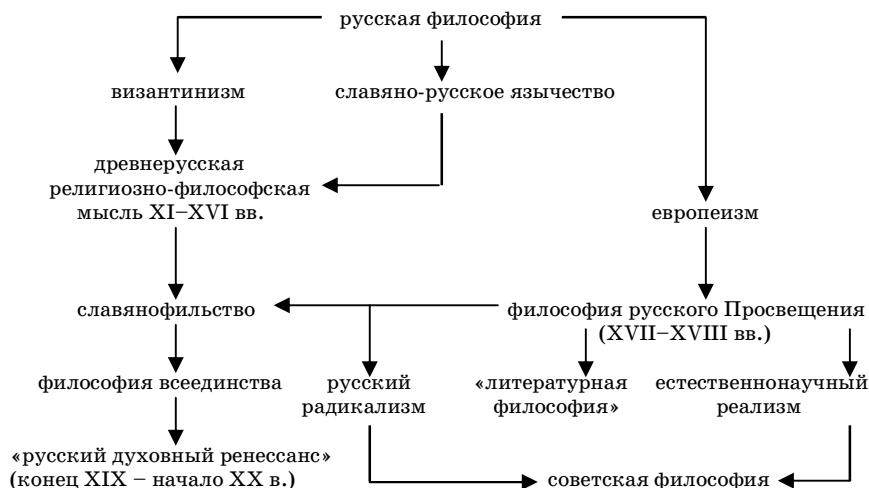 русская философия
византинизм
славяно-русское язычество
древнерусская
религиозно-философская
мысль XI–XVI вв.
европеизм
славянофильство
философия русского Просвещения
(XVII–XVIII вв.)
философия всеединства
русский
радикализм
«литературная
философия»
естественнонаучный
реализм
«русский духовный ренессанс»
(конец XIX – начало XX в.)
советская философия